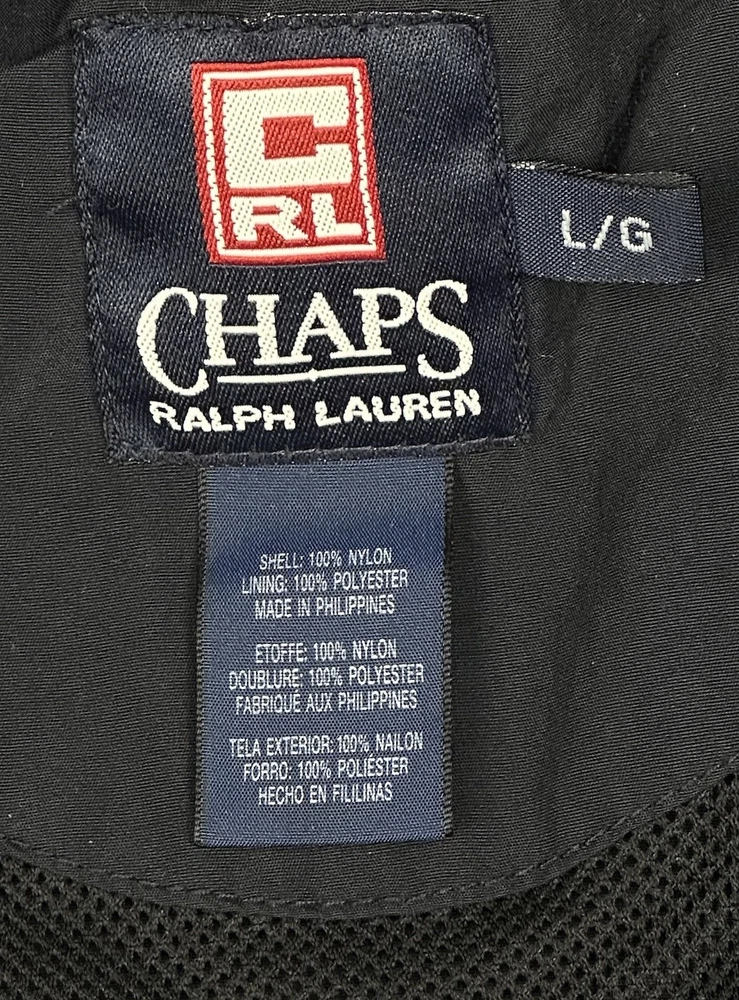 C
RL
CHAPS
RALPH LAUREN
L/G
SHELL: 100% NYLON
LINING: 100% POLYESTER
MADE IN PHILIPPINES
ETOFFE: 100% NYLON
DOUBLURE: 100% POLYESTER
FABRIQUÉ AUX PHILIPPINES
TELA EXTERIOR: 100% NAILON
FORRO: 100% POLIÉSTER
HECHO EN FILILINAS